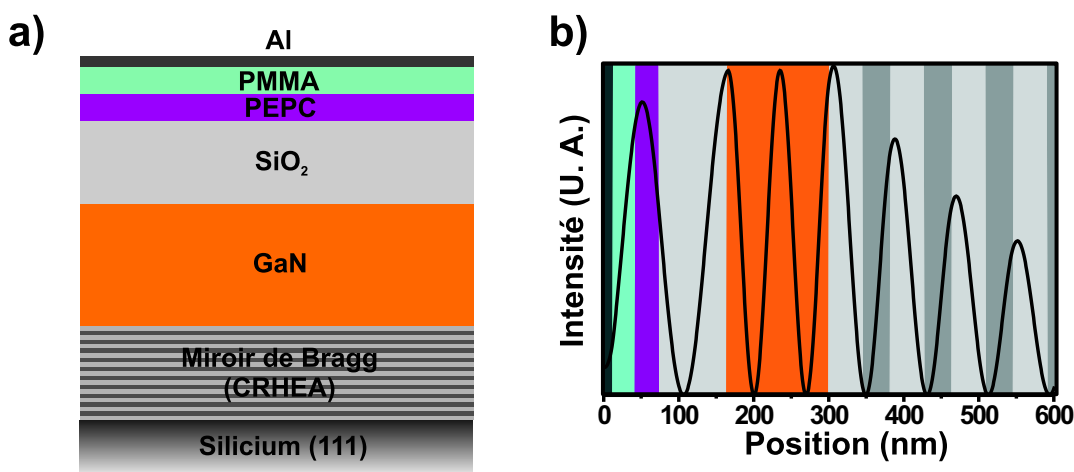 a)
Al
PMMA
PEPC
SiO₂
GaN
Miroir de Bragg
(CRHEA)
Silicium (111)
b)
Intensité (U. A.)
0 100 200 300 400 500 600
Position (nm)